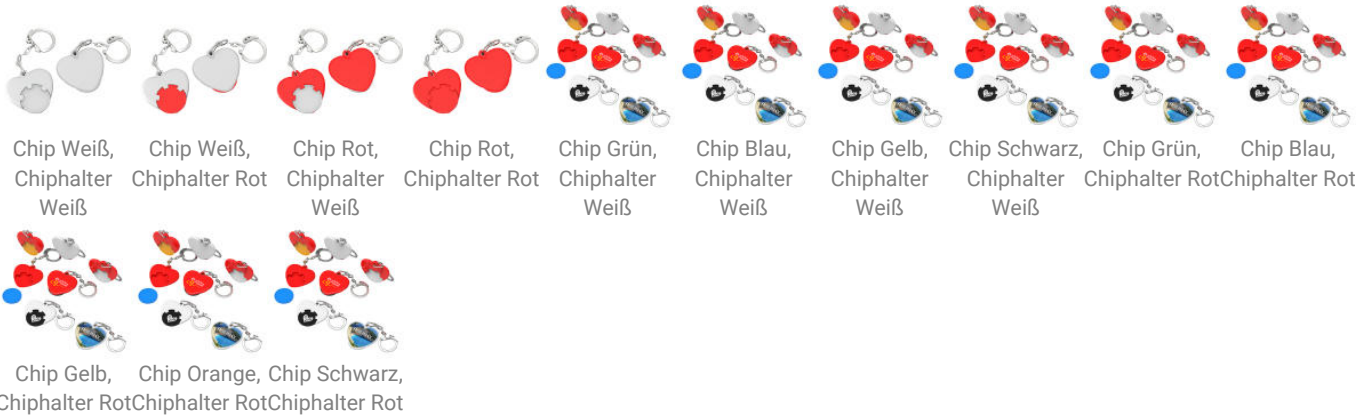 Chip Weiß, Chiphalter Weiß
Chip Weiß, Chiphalter Rot
Chip Rot, Chiphalter Weiß
Chip Rot, Chiphalter Rot
Chip Grün, Chiphalter Weiß
Chip Blau, Chiphalter Weiß
Chip Gelb, Chiphalter Weiß
Chip Schwarz, Chiphalter Weiß
Chip Grün, Chiphalter Rot
Chip Blau, Chiphalter Rot
Chip Gelb, Chiphalter Rot
Chip Orange, Chiphalter Rot
Chip Schwarz, Chiphalter Rot